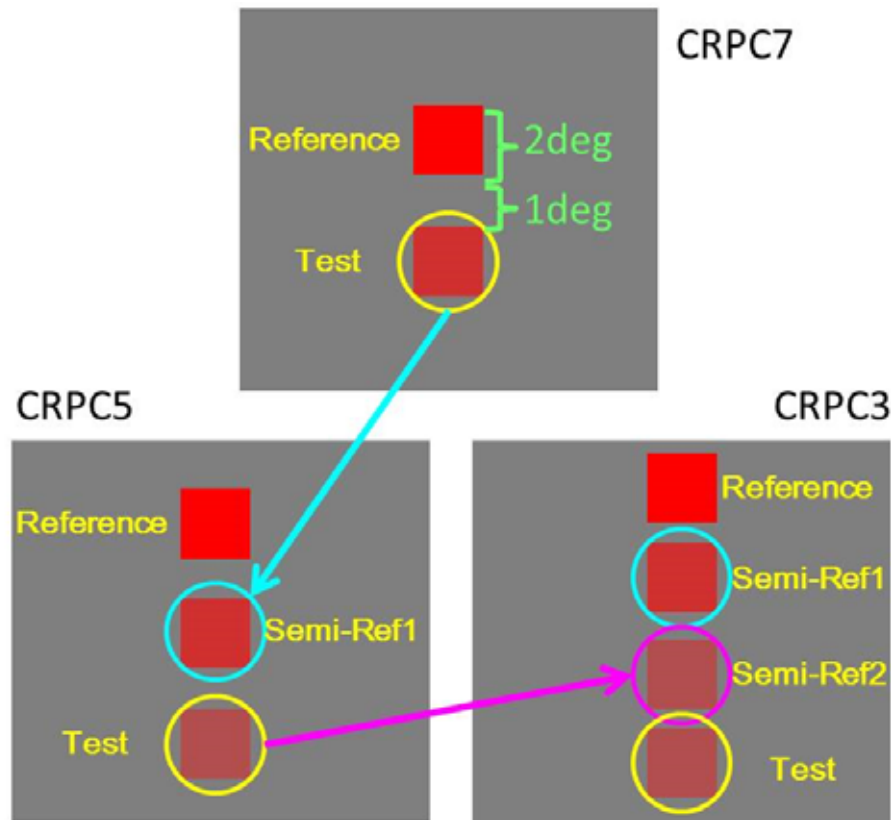 CRPC7
Reference
2deg
1deg
Test
CRPC5
CRPC3
Reference
Semi-Ref1
Test
Reference
Semi-Ref1
Semi-Ref2
Test